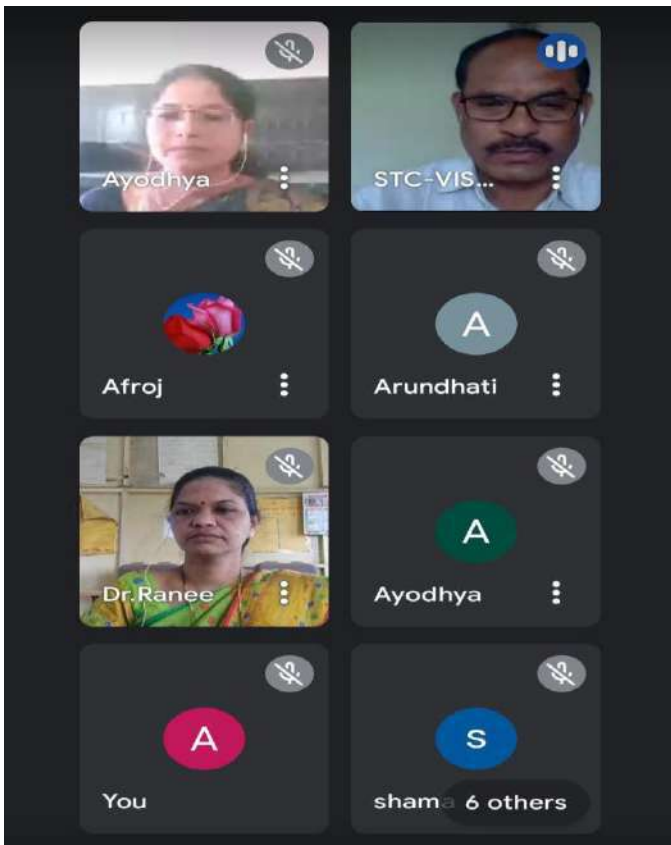 Ayodhya
STC-VIS...
Afroj
A
Arundhati
Dr.Ranee
A
Ayodhya
A
You
S
shama
6 others